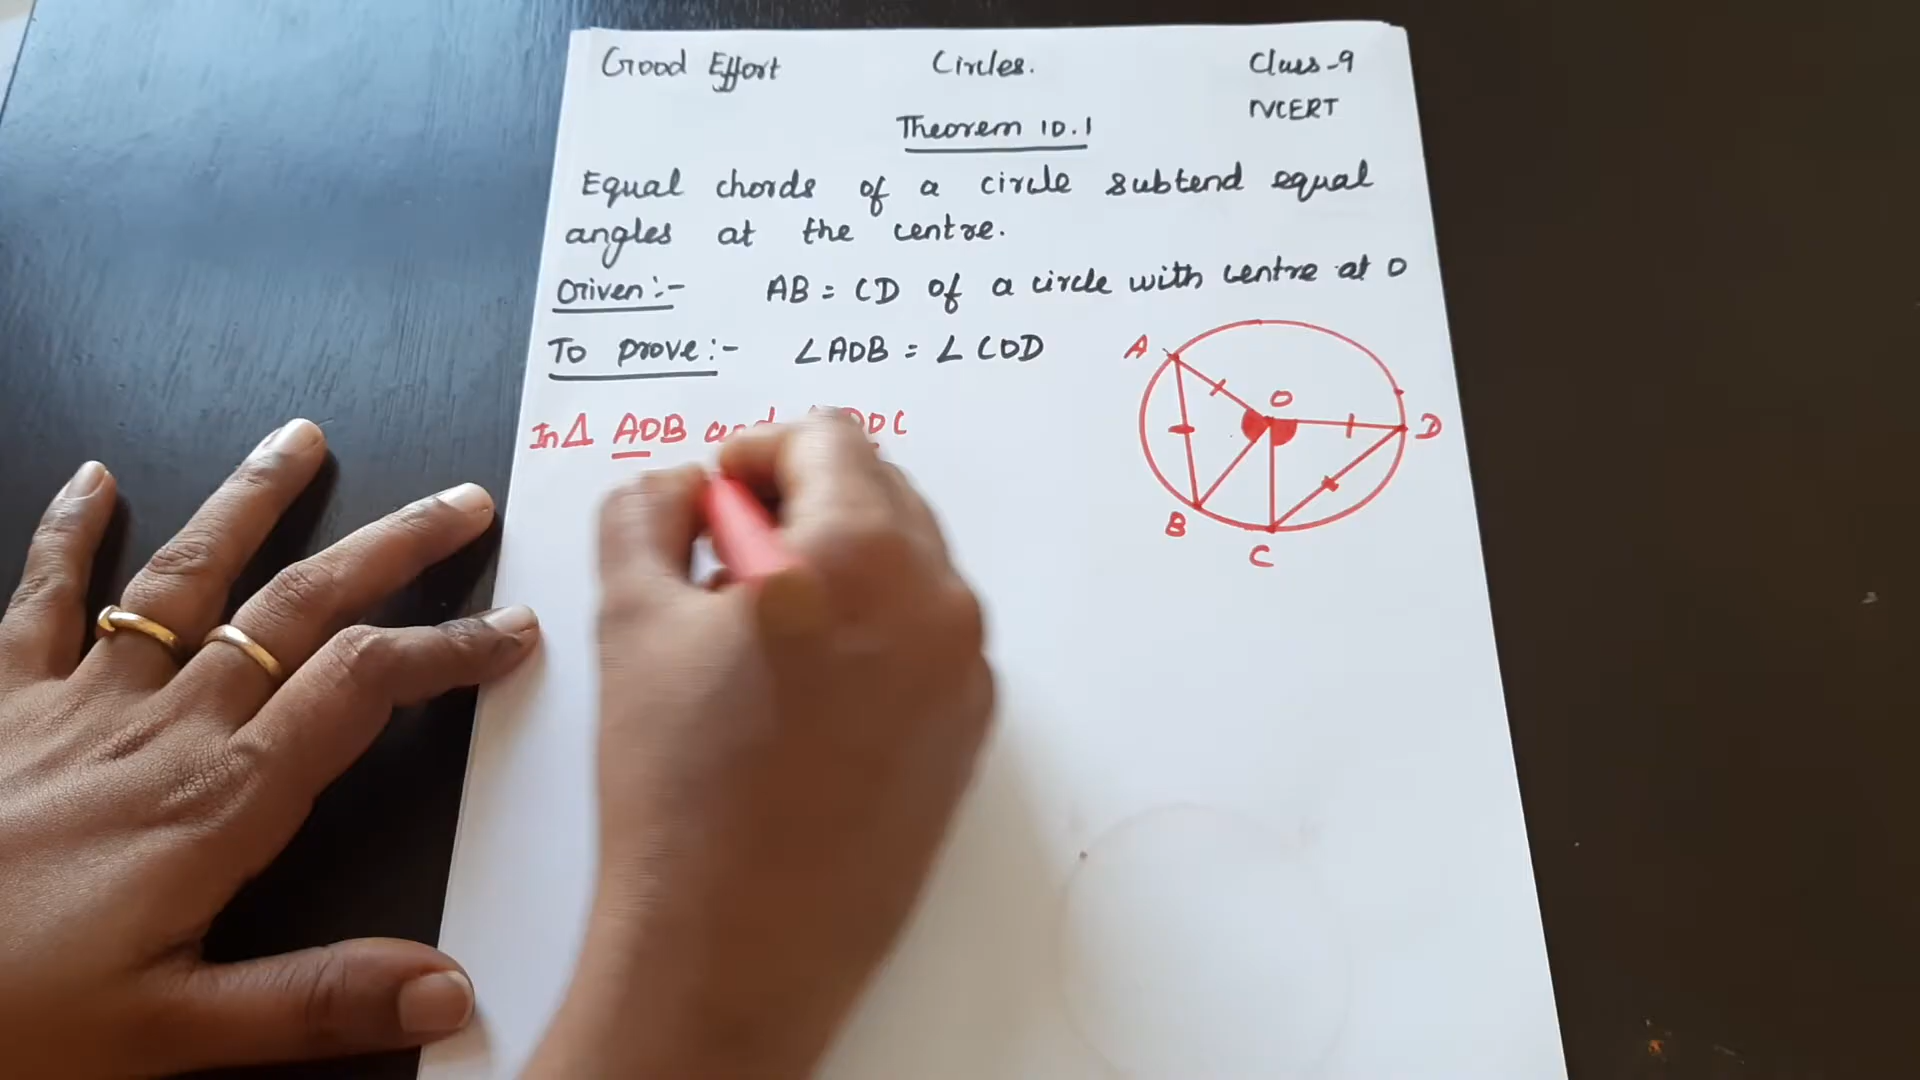 Good Effort Circles. Class-9
NCERT
Theorem 10.1
Equal chords of a circle subtend equal
angles at the centre.
Given:- AB = CD of a circle with centre at O
To prove:- ∠AOB = ∠COD
In Δ AOB and
A
O
D
B
C